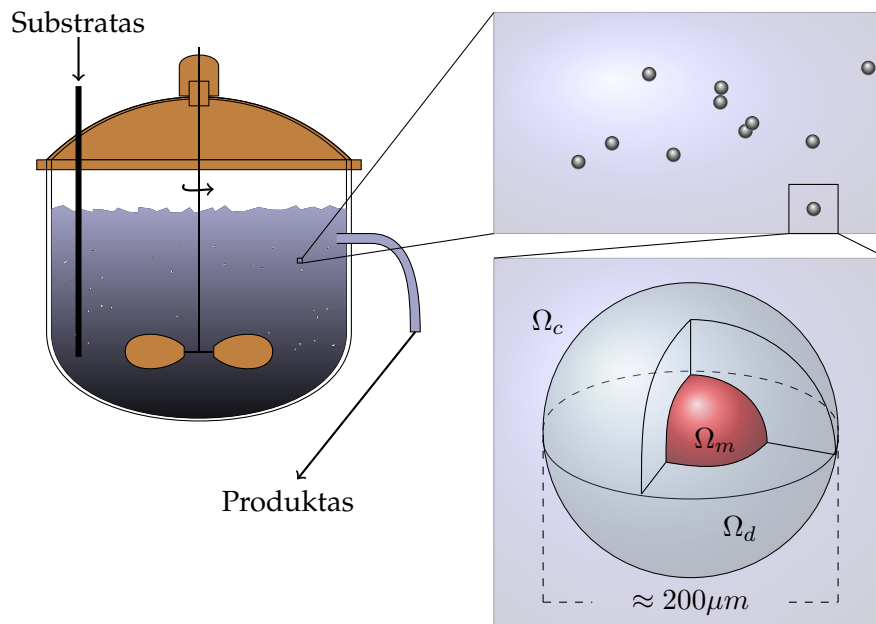 Substratas
Produktas
Ω_c
Ω_m
Ω_d
≈ 200μm